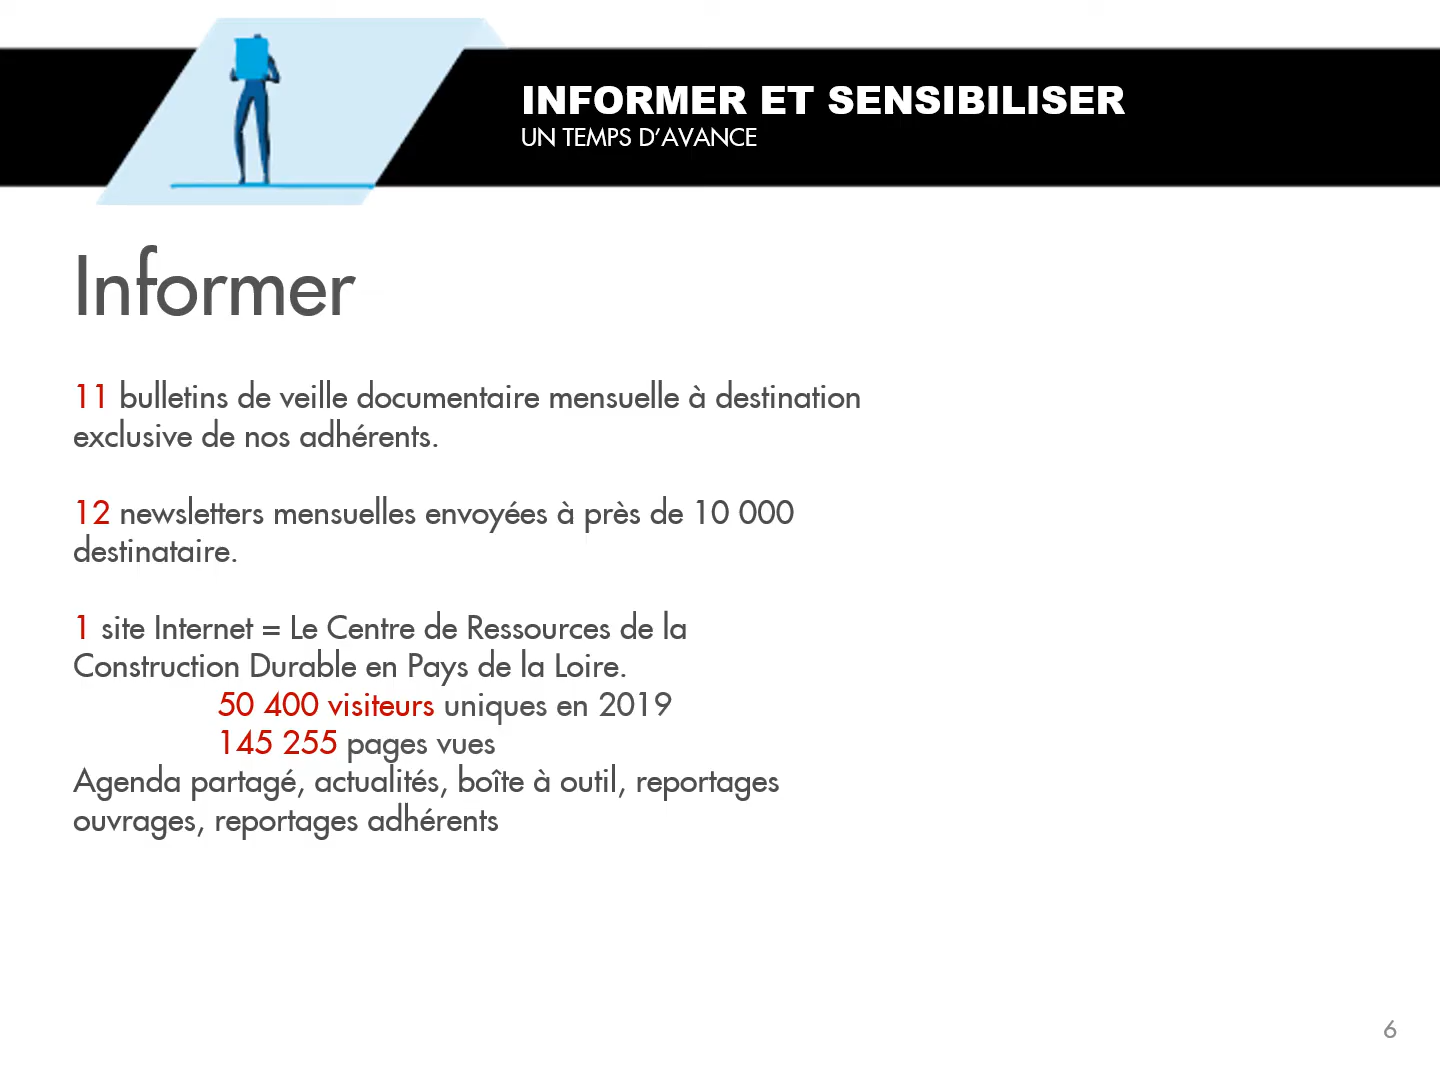 INFORMER ET SENSIBILISER
UN TEMPS D’AVANCE
Informer
11 bulletins de veille documentaire mensuelle à destination
exclusive de nos adhérents.
12 newsletters mensuelles envoyées à près de 10 000
destinataire.
1 site Internet = Le Centre de Ressources de la
Construction Durable en Pays de la Loire.
50 400 visiteurs uniques en 2019
145 255 pages vues
Agenda partagé, actualités, boîte à outil, reportages
ouvrages, reportages adhérents
6